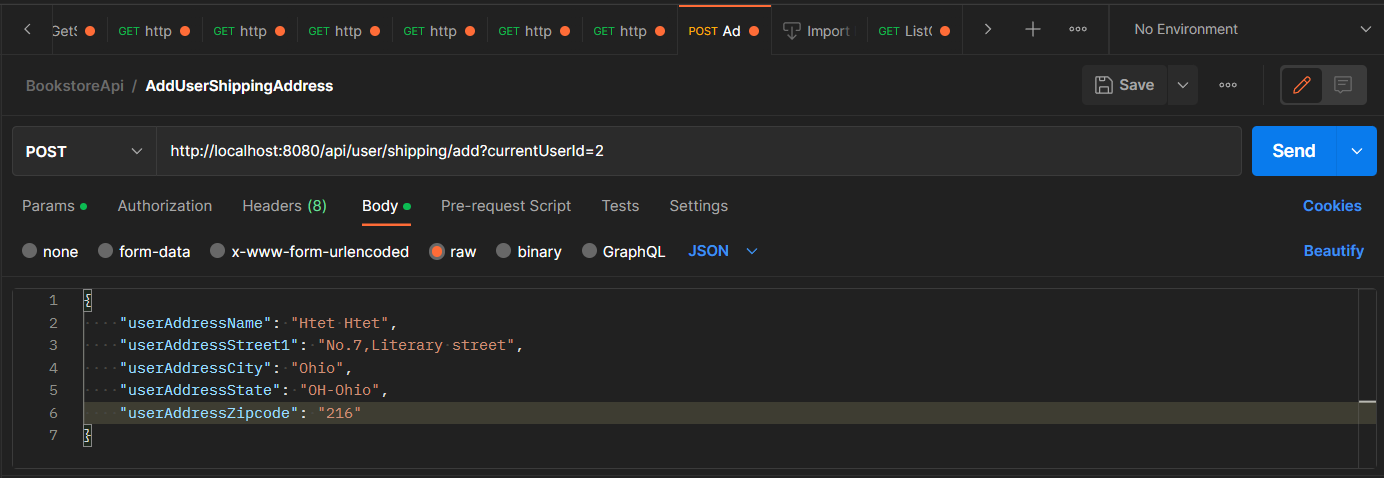 GetS GET http GET http GET http GET http GET http GET http POST Ad Import GET ListC No Environment
BookstoreApi / AddUserShippingAddress Save
POST http://localhost:8080/api/user/shipping/add?currentUserId=2 Send
Params Authorization Headers (8) Body Pre-request Script Tests Settings Cookies
none form-data x-www-form-urlencoded raw binary GraphQL JSON Beautify
1 {
2 "userAddressName": "Htet Htet",
3 "userAddressStreet1": "No.7,Literary street",
4 "userAddressCity": "Ohio",
5 "userAddressState": "OH-Ohio",
6 "userAddressZipcode": "216"
7 }